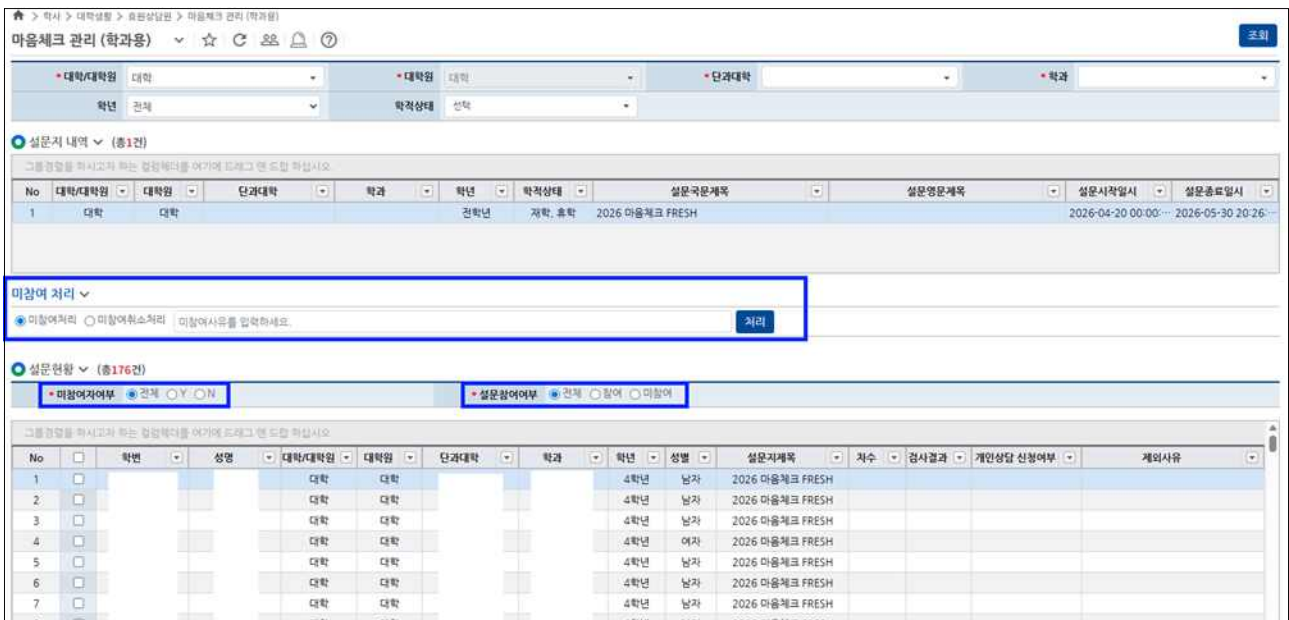 > 학사 > 대학생활 > 효원상담원 > 마음체크 관리 (학과용)
마음체크 관리 (학과용)
조회
• 대학/대학원 대학 • 대학원 대학 • 단과대학 • 학과
학년 전체 학적상태 선택
설문지 내역 (총1건)
그룹경렬을 하시고자 하는 컬럼헤더를 여기에 드래그 앤 드랍 하십시오
No 대학/대학원 대학원 단과대학 학과 학년 학적상태 설문국문제목 설문영문제목 설문시작일시 설문종료일시
1 대학 대학 전학년 재학, 휴학 2026 마음체크 FRESH 2026-04-20 00:00:··· 2026-05-30 20:26:···
미참여 처리
미참여처리 미참여취소처리 미참여사유를 입력하세요. 처리
설문현황 (총176건)
• 미참여자여부 전체 Y N • 설문참여여부 전체 참여 미참여
그룹경렬을 하시고자 하는 컬럼헤더를 여기에 드래그 앤 드랍 하십시오
No 학번 성명 대학/대학원 대학원 단과대학 학과 학년 성별 설문지제목 차수 검사결과 개인상담 신청여부 제외사유
1 대학 대학 4학년 남자 2026 마음체크 FRESH
2 대학 대학 4학년 남자 2026 마음체크 FRESH
3 대학 대학 4학년 남자 2026 마음체크 FRESH
4 대학 대학 4학년 여자 2026 마음체크 FRESH
5 대학 대학 4학년 남자 2026 마음체크 FRESH
6 대학 대학 4학년 남자 2026 마음체크 FRESH
7 대학 대학 4학년 남자 2026 마음체크 FRESH